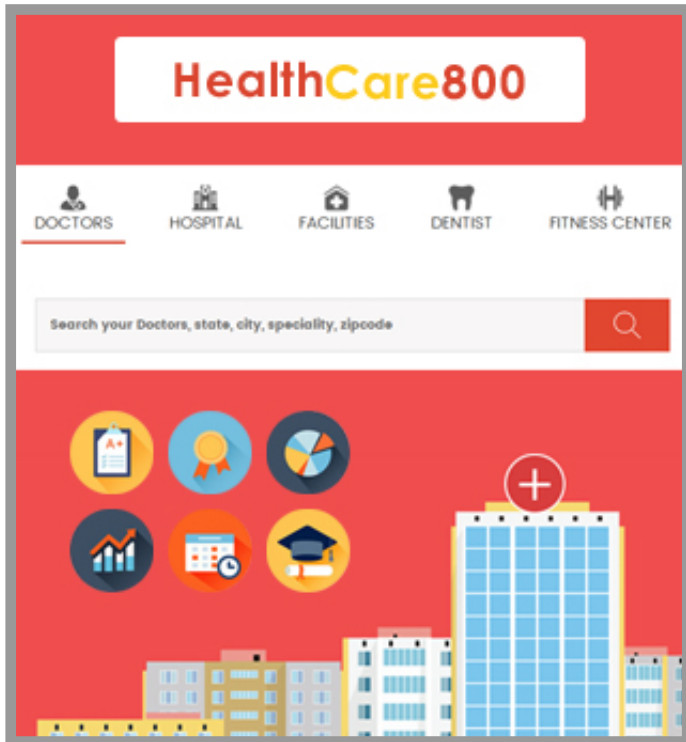 HealthCare800
DOCTORS HOSPITAL FACILITIES DENTIST FITNESS CENTER
Search your Doctors, state, city, speciality, zipcode
A+